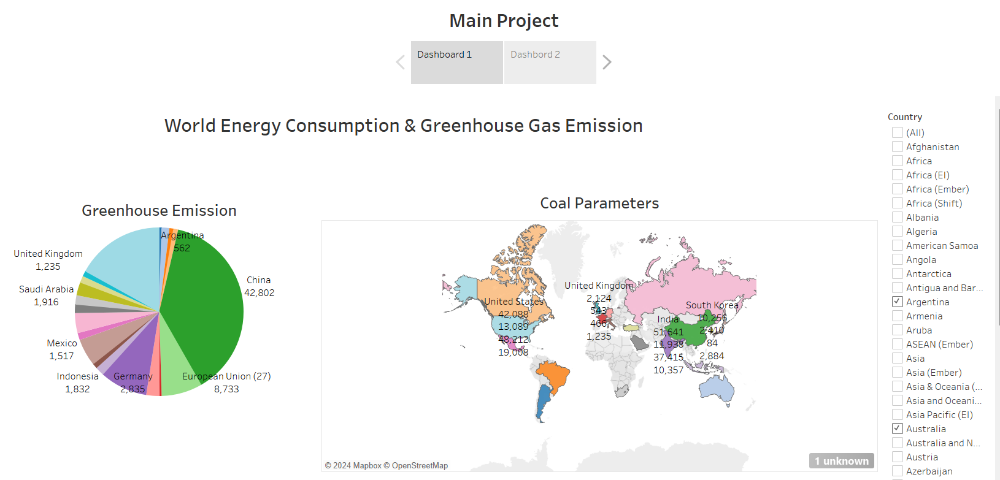 Main Project
Dashboard 1
Dashbord 2
World Energy Consumption & Greenhouse Gas Emission
Greenhouse Emission
Argentina
562
United Kingdom
1,235
China
42,802
Saudi Arabia
1,916
Mexico
1,517
Indonesia
1,832
Germany
2,835
European Union (27)
8,733
Coal Parameters
United Kingdom
2,124
543
466
1,235
United States
42,088
13,089
48,212
19,008
South Korea
10,256
2,410
84
2,884
India
51,641
11,938
37,415
10,357
© 2024 Mapbox © OpenStreetMap
1 unknown
Country
(All)
Afghanistan
Africa
Africa (EI)
Africa (Ember)
Africa (Shift)
Albania
Algeria
American Samoa
Angola
Antarctica
Antigua and Bar...
Argentina
Armenia
Aruba
ASEAN (Ember)
Asia
Asia (Ember)
Asia & Oceania (...
Asia and Oceani...
Asia Pacific (EI)
Australia
Australia and N...
Austria
Azerbaijan